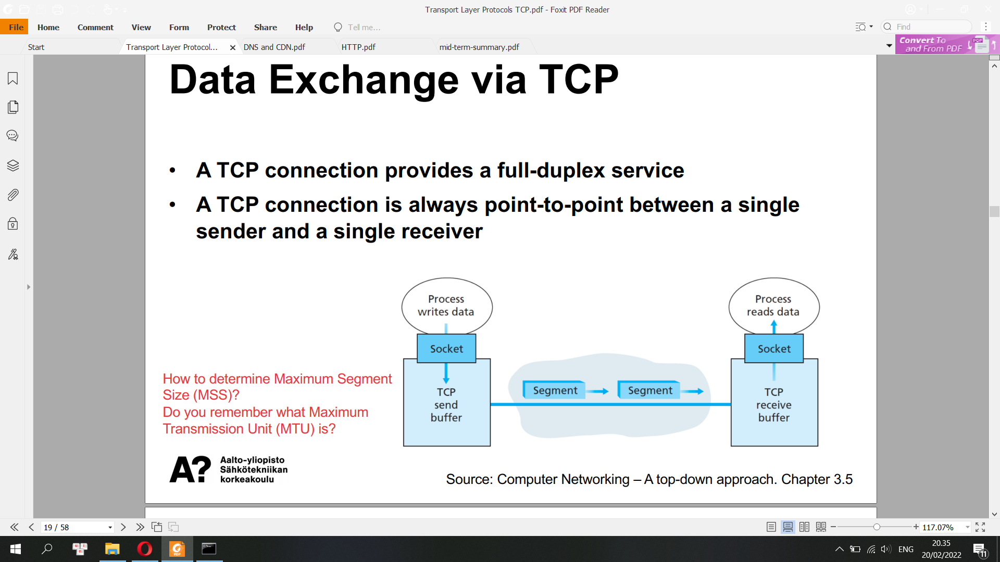 Transport Layer Protocols TCP.pdf - Foxit PDF Reader
File Home Comment View Form Protect Share Help Tell me... Find
Start Transport Layer Protocol... DNS and CDN.pdf HTTP.pdf mid-term-summary.pdf
Convert To
and From PDF
PDF
Data Exchange via TCP
• A TCP connection provides a full-duplex service
• A TCP connection is always point-to-point between a single
sender and a single receiver
Process
writes data
Socket
TCP
send
buffer
Segment
Segment
Process
reads data
Socket
TCP
receive
buffer
How to determine Maximum Segment
Size (MSS)?
Do you remember what Maximum
Transmission Unit (MTU) is?
A?
Aalto-yliopisto
Sähkötekniikan
korkeakoulu
Source: Computer Networking – A top-down approach. Chapter 3.5
19 / 58
117.07%
ENG
20.35
20/02/2022
11